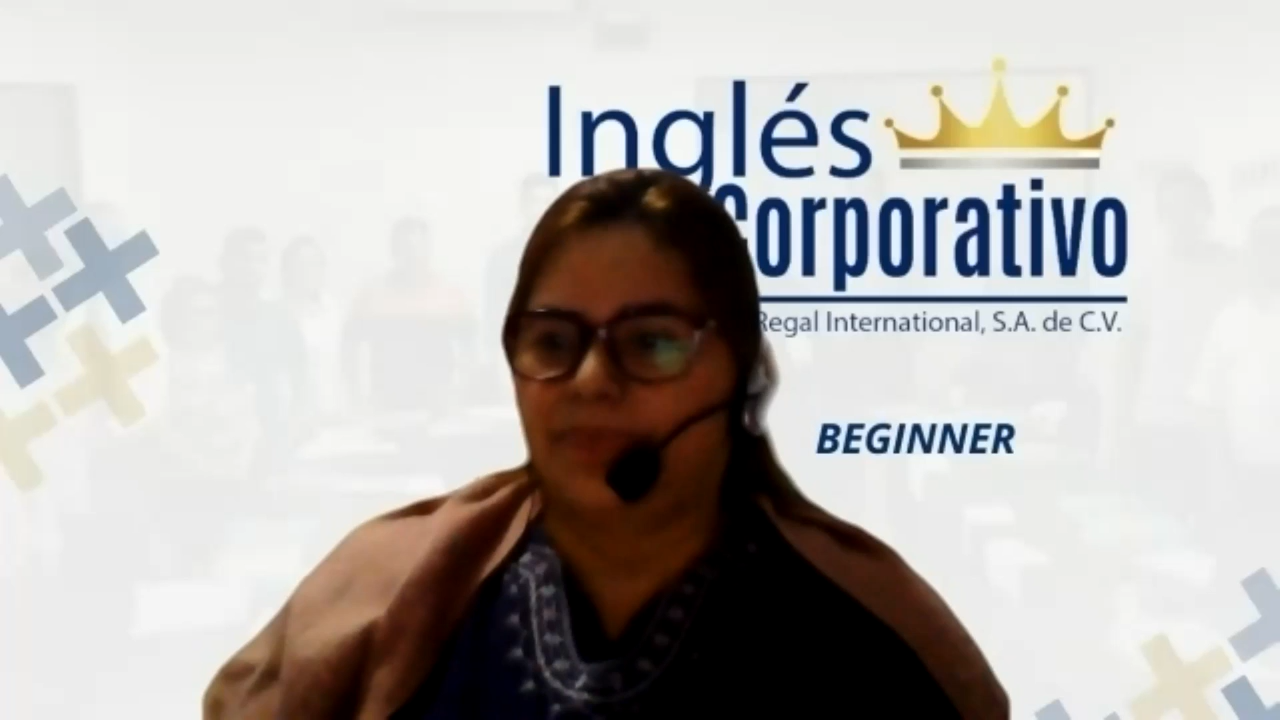 Inglés
Corporativo
Regal International, S.A. de C.V.
BEGINNER